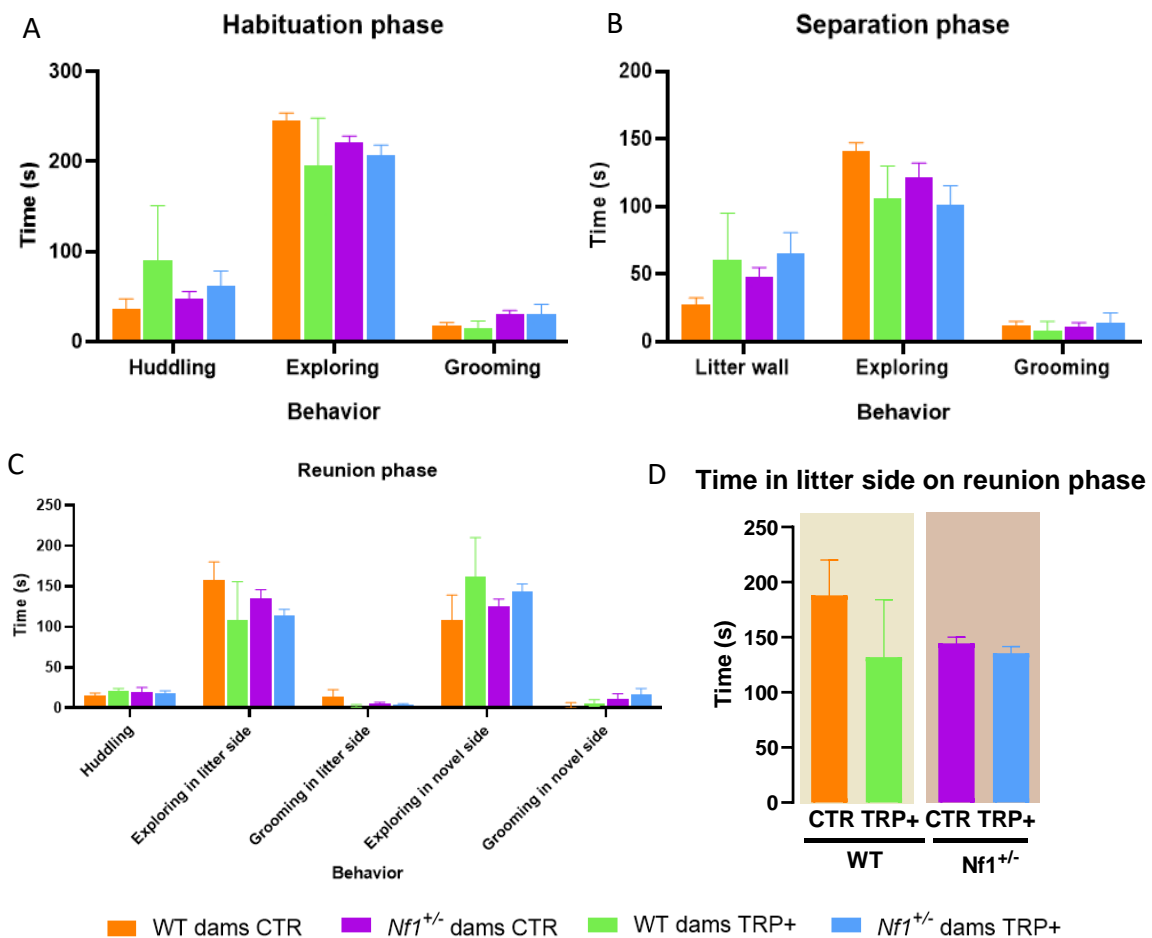 A
Habituation phase
Time (s)
300
200
100
0
Huddling
Exploring
Grooming
Behavior
B
Separation phase
Time (s)
200
150
100
50
0
Litter wall
Exploring
Grooming
Behavior
C
Reunion phase
Time (s)
250
200
150
100
50
0
Huddling
Exploring in litter side
Grooming in litter side
Exploring in novel side
Grooming in novel side
Behavior
D
Time in litter side on reunion phase
Time (s)
250
200
150
100
50
0
CTR TRP+ CTR TRP+
WT Nf1+/-
WT dams CTR Nf1+/- dams CTR WT dams TRP+ Nf1+/- dams TRP+